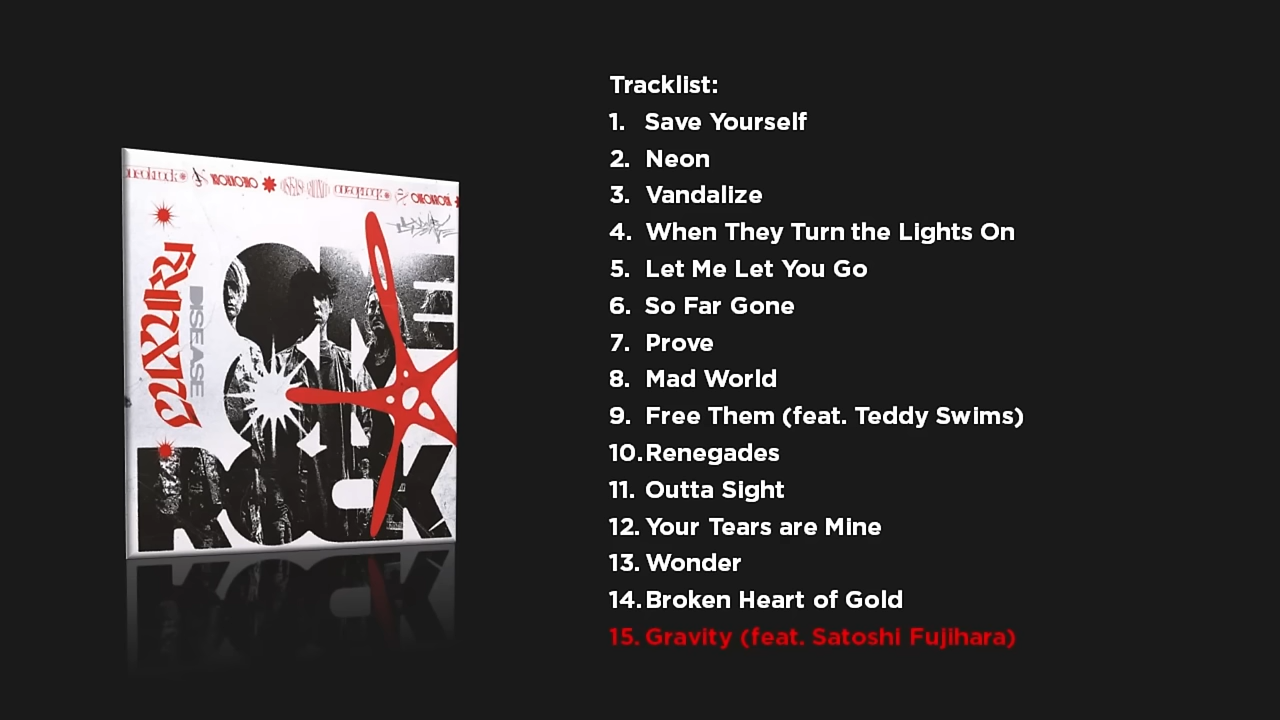 LUXURY
DISEASE
ONE
OK
ROCK
Tracklist:
1. Save Yourself
2. Neon
3. Vandalize
4. When They Turn the Lights On
5. Let Me Let You Go
6. So Far Gone
7. Prove
8. Mad World
9. Free Them (feat. Teddy Swims)
10. Renegades
11. Outta Sight
12. Your Tears are Mine
13. Wonder
14. Broken Heart of Gold
15. Gravity (feat. Satoshi Fujihara)